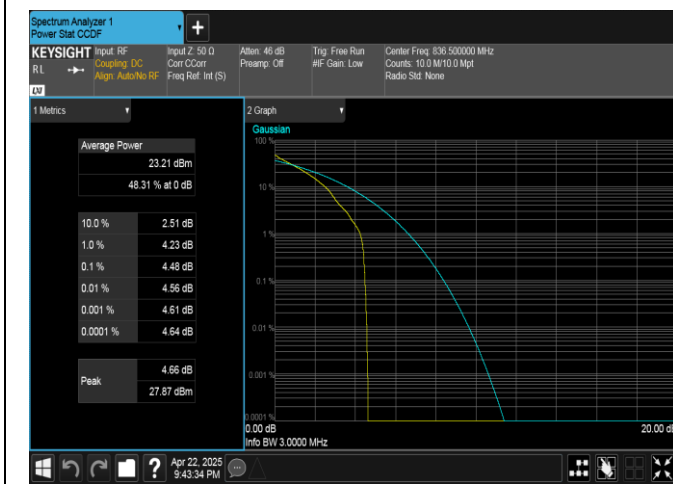 Spectrum Analyzer 1
Power Stat CCDF
+
KEYSIGHT
RL
LXI
Input: RF
Coupling: DC
Align: Auto/No RF
Input Z: 50 Ω
Corr CCorr
Freq Ref: Int (S)
Atten: 46 dB
Preamp: Off
Trig: Free Run
#IF Gain: Low
Center Freq: 836.500000 MHz
Counts: 10.0 M/10.0 Mpt
Radio Std: None
1 Metrics
Average Power
23.21 dBm
48.31 % at 0 dB
10.0 % 2.51 dB
1.0 % 4.23 dB
0.1 % 4.48 dB
0.01 % 4.56 dB
0.001 % 4.61 dB
0.0001 % 4.64 dB
Peak 4.66 dB
27.87 dBm
2 Graph
Gaussian
100 %
10 %
1 %
0.1 %
0.01 %
0.001 %
0.0001 %
0.00 dB 20.00 dB
Info BW 3.0000 MHz
?
Apr 22, 2025
9:43:34 PM